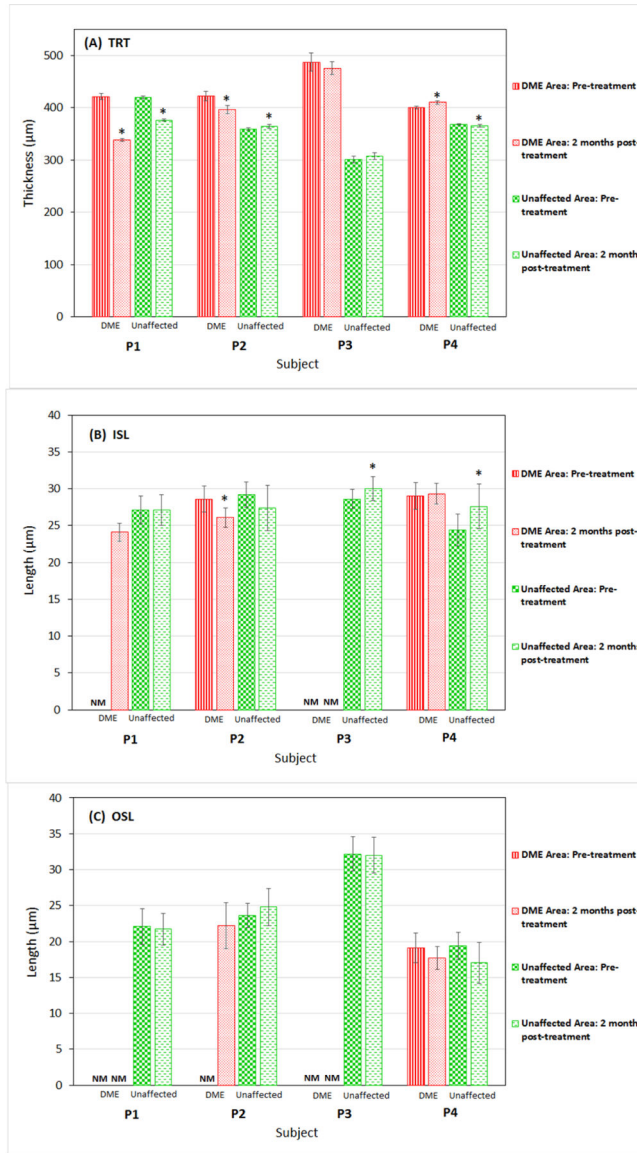 (A) TRT
500
400
300
200
100
0
Thickness (µm)
*
*
*
*
*
*
DME Unaffected DME Unaffected DME Unaffected DME Unaffected
P1 P2 P3 P4
Subject
DME Area: Pre-treatment
DME Area: 2 months post-
treatment
Unaffected Area: Pre-
treatment
Unaffected Area: 2 month
post-treatment
(B) ISL
40
35
30
25
20
15
10
5
0
Length (µm)
*
*
*
NM NM NM
DME Unaffected DME Unaffected DME Unaffected DME Unaffected
P1 P2 P3 P4
Subject
DME Area: Pre-treatment
DME Area: 2 months post-
treatment
Unaffected Area: Pre-
treatment
Unaffected Area: 2 months
post-treatment
(C) OSL
40
35
30
25
20
15
10
5
0
Length (µm)
NM NM NM NM NM
DME Unaffected DME Unaffected DME Unaffected DME Unaffected
P1 P2 P3 P4
Subject
DME Area: Pre-treatment
DME Area: 2 months post-
treatment
Unaffected Area: Pre-
treatment
Unaffected Area: 2 months
post-treatment